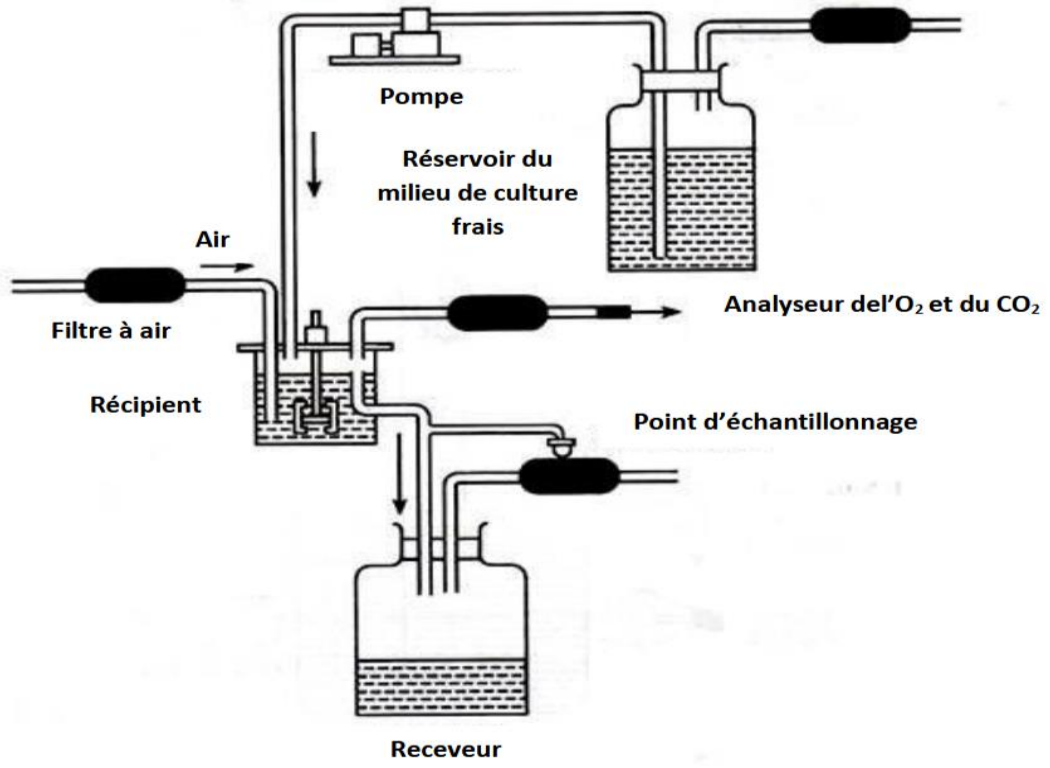 Pompe
Réservoir du
milieu de culture
frais
Air
Filtre à air
Analyseur del’O₂ et du CO₂
Récipient
Point d’échantillonnage
Receveur